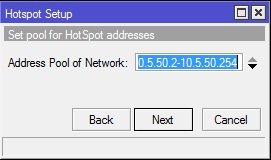 Hotspot Setup
Set pool for HotSpot addresses
Address Pool of Network: 0.5.50.2-10.5.50.254
Back Next Cancel